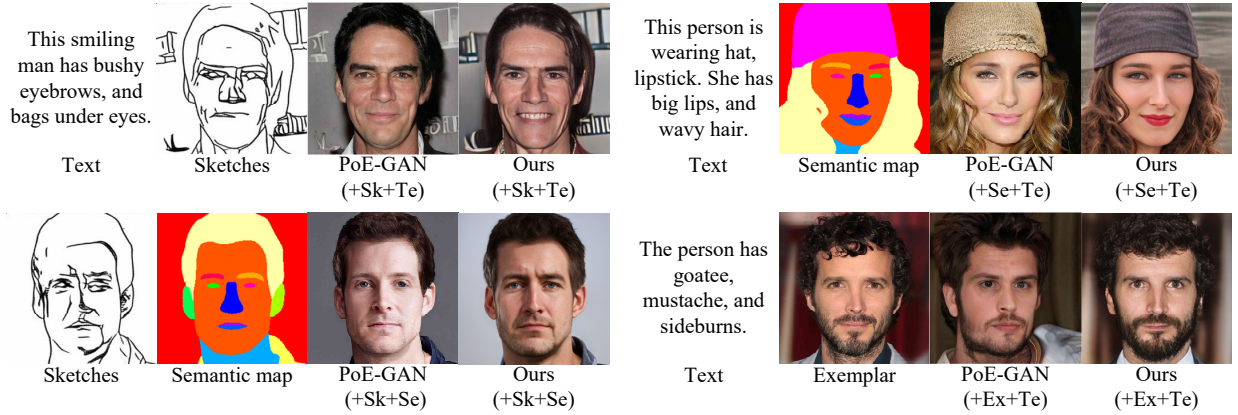 This smiling
man has bushy
eyebrows, and
bags under eyes.
Text
Sketches
PoE-GAN
(+Sk+Te)
Ours
(+Sk+Te)
This person is
wearing hat,
lipstick. She has
big lips, and
wavy hair.
Text
Semantic map
PoE-GAN
(+Se+Te)
Ours
(+Se+Te)
Sketches
Semantic map
PoE-GAN
(+Sk+Se)
Ours
(+Sk+Se)
The person has
goatee,
mustache, and
sideburns.
Text
Exemplar
PoE-GAN
(+Ex+Te)
Ours
(+Ex+Te)